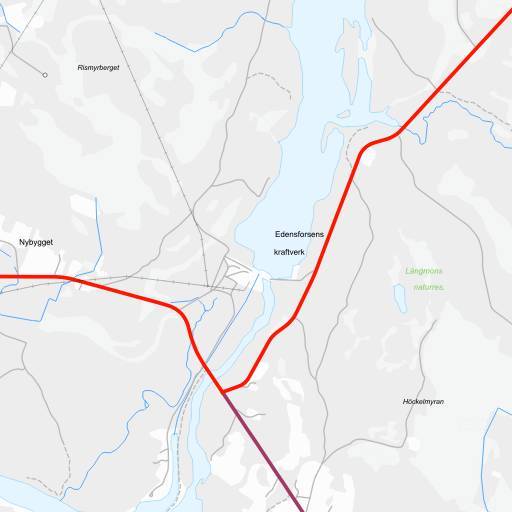 Rismyrberget
Edensforsens
kraftverk
Nybygget
Långmons
naturres.
Höckelmyran